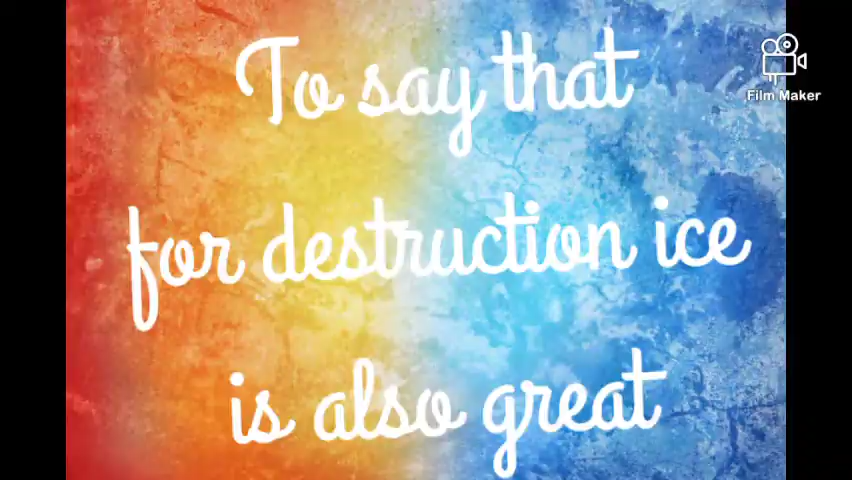 To say that
for destruction ice
is also great
Film Maker